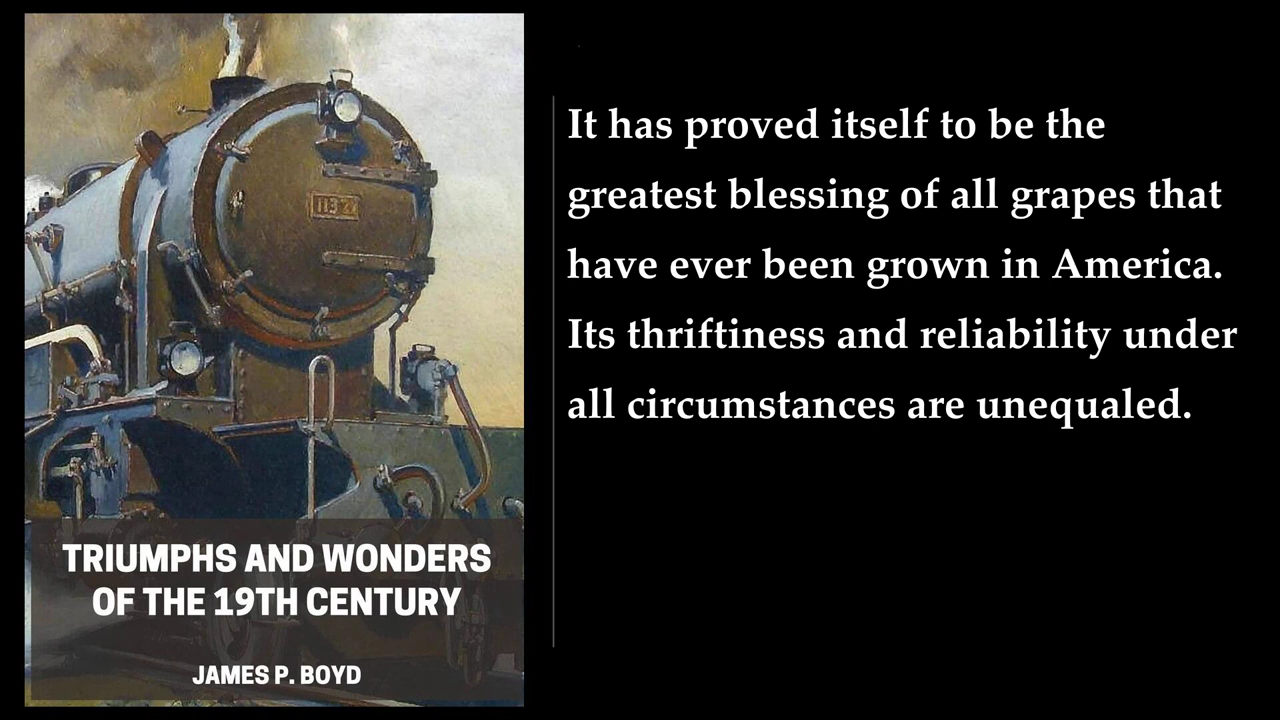 It has proved itself to be the
greatest blessing of all grapes that
have ever been grown in America.
Its thriftiness and reliability under
all circumstances are unequaled.
TRIUMPHS AND WONDERS
OF THE 19TH CENTURY
JAMES P. BOYD